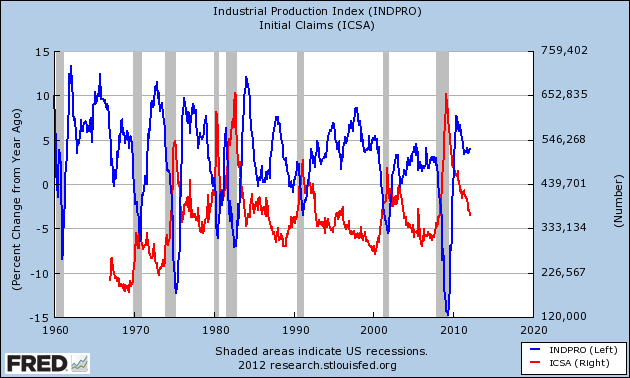 Industrial Production Index (INDPRO)
Initial Claims (ICSA)
15
10
5
0
-5
-10
-15
(Percent Change from Year Ago)
759,402
652,835
546,268
439,701
333,134
226,567
120,000
(Number)
1960 1970 1980 1990 2000 2010 2020
Shaded areas indicate US recessions.
2012 research.stlouisfed.org
FRED
INDPRO (Left)
ICSA (Right)